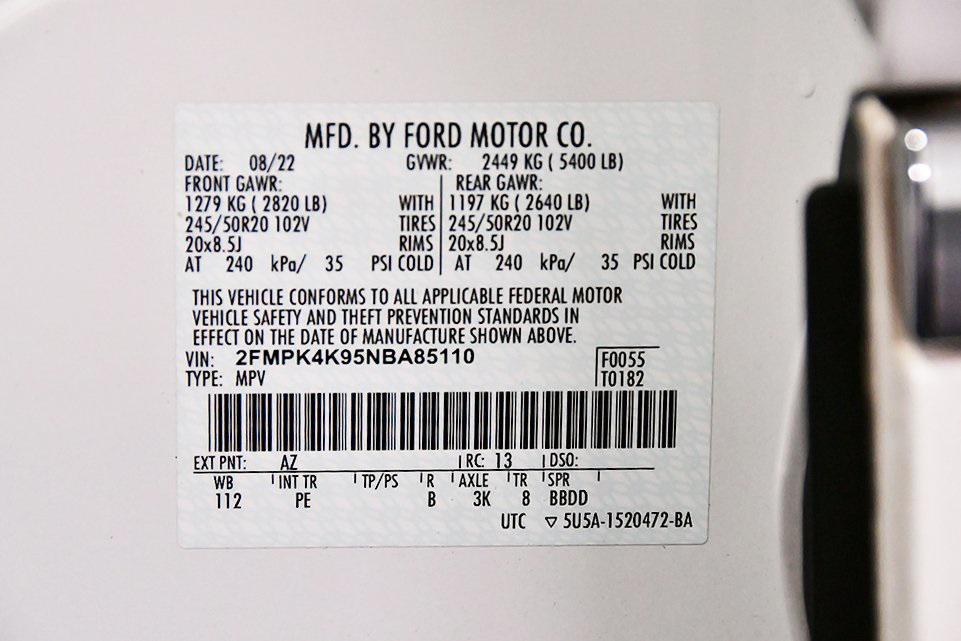 MFD. BY FORD MOTOR CO.
DATE: 08/22 GVWR: 2449 KG ( 5400 LB)
FRONT GAWR: REAR GAWR:
1279 KG ( 2820 LB) WITH 1197 KG ( 2640 LB) WITH
245/50R20 102V TIRES 245/50R20 102V TIRES
20x8.5J RIMS 20x8.5J RIMS
AT 240 kPa/ 35 PSI COLD AT 240 kPa/ 35 PSI COLD
THIS VEHICLE CONFORMS TO ALL APPLICABLE FEDERAL MOTOR
VEHICLE SAFETY AND THEFT PREVENTION STANDARDS IN
EFFECT ON THE DATE OF MANUFACTURE SHOWN ABOVE.
VIN: 2FMPK4K95NBA85110 F0055
TYPE: MPV T0182
EXT PNT: AZ RC: 13 DSO:
WB INT TR TP/PS R AXLE TR SPR
112 PE B 3K 8 BBDD
UTC ▽ 5U5A-1520472-BA